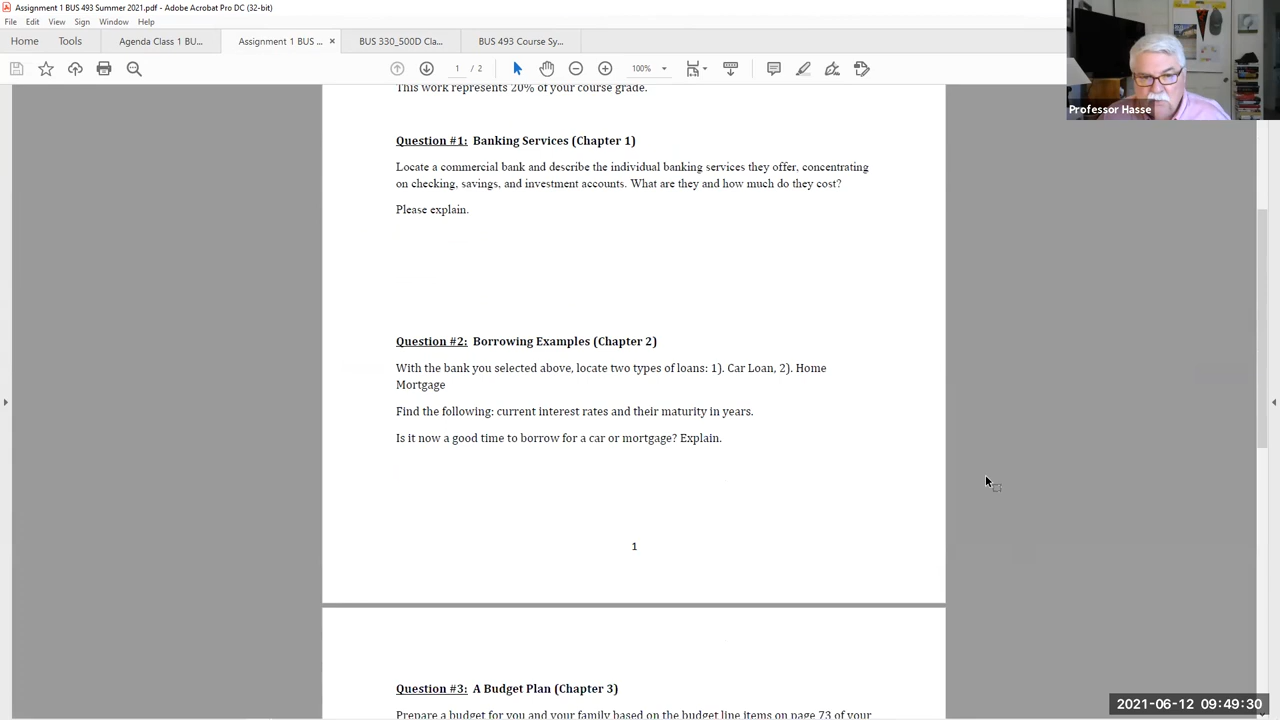 Assignment 1 BUS 493 Summer 2021.pdf - Adobe Acrobat Pro DC (32-bit)
File Edit View Sign Window Help
Home Tools Agenda Class 1 BU... Assignment 1 BUS ... × BUS 330_500D Cla... BUS 493 Course Sy...
1 / 2 100%
Professor Hasse
This work represents 20% of your course grade.
Question #1: Banking Services (Chapter 1)
Locate a commercial bank and describe the individual banking services they offer, concentrating
on checking, savings, and investment accounts. What are they and how much do they cost?
Please explain.
Question #2: Borrowing Examples (Chapter 2)
With the bank you selected above, locate two types of loans: 1). Car Loan, 2). Home
Mortgage
Find the following: current interest rates and their maturity in years.
Is it now a good time to borrow for a car or mortgage? Explain.
1
Question #3: A Budget Plan (Chapter 3)
Prepare a budget for you and your family based on the budget line items on page 73 of your
2021-06-12 09:49:30